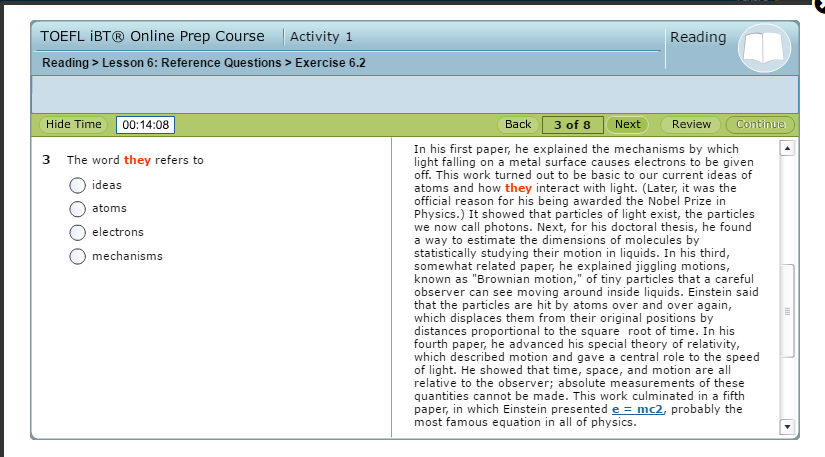 TOEFL iBT® Online Prep Course
Activity 1
Reading
Reading > Lesson 6: Reference Questions > Exercise 6.2
Hide Time
00:14:08
Back
3 of 8
Next
Review
Continue
3 The word they refers to
ideas
atoms
electrons
mechanisms
In his first paper, he explained the mechanisms by which
light falling on a metal surface causes electrons to be given
off. This work turned out to be basic to our current ideas of
atoms and how they interact with light. (Later, it was the
official reason for his being awarded the Nobel Prize in
Physics.) It showed that particles of light exist, the particles
we now call photons. Next, for his doctoral thesis, he found
a way to estimate the dimensions of molecules by
statistically studying their motion in liquids. In his third,
somewhat related paper, he explained jiggling motions,
known as "Brownian motion," of tiny particles that a careful
observer can see moving around inside liquids. Einstein said
that the particles are hit by atoms over and over again,
which displaces them from their original positions by
distances proportional to the square root of time. In his
fourth paper, he advanced his special theory of relativity,
which described motion and gave a central role to the speed
of light. He showed that time, space, and motion are all
relative to the observer; absolute measurements of these
quantities cannot be made. This work culminated in a fifth
paper, in which Einstein presented e = mc2, probably the
most famous equation in all of physics.